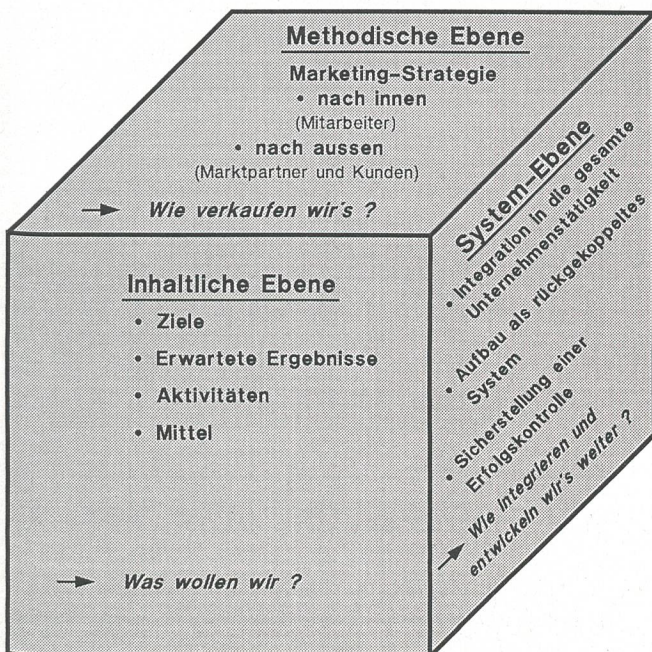 Methodische Ebene
Marketing-Strategie
• nach innen
(Mitarbeiter)
• nach aussen
(Marktpartner und Kunden)
→ Wie verkaufen wir's ?
Inhaltliche Ebene
• Ziele
• Erwartete Ergebnisse
• Aktivitäten
• Mittel
→ Was wollen wir ?
System-Ebene
• Integration in die gesamte
Unternehmenstätigkeit
• Aufbau als rückgekoppeltes
System
• Sicherstellung einer
Erfolgskontrolle
→ Wie integrieren und
entwickeln wir's weiter ?